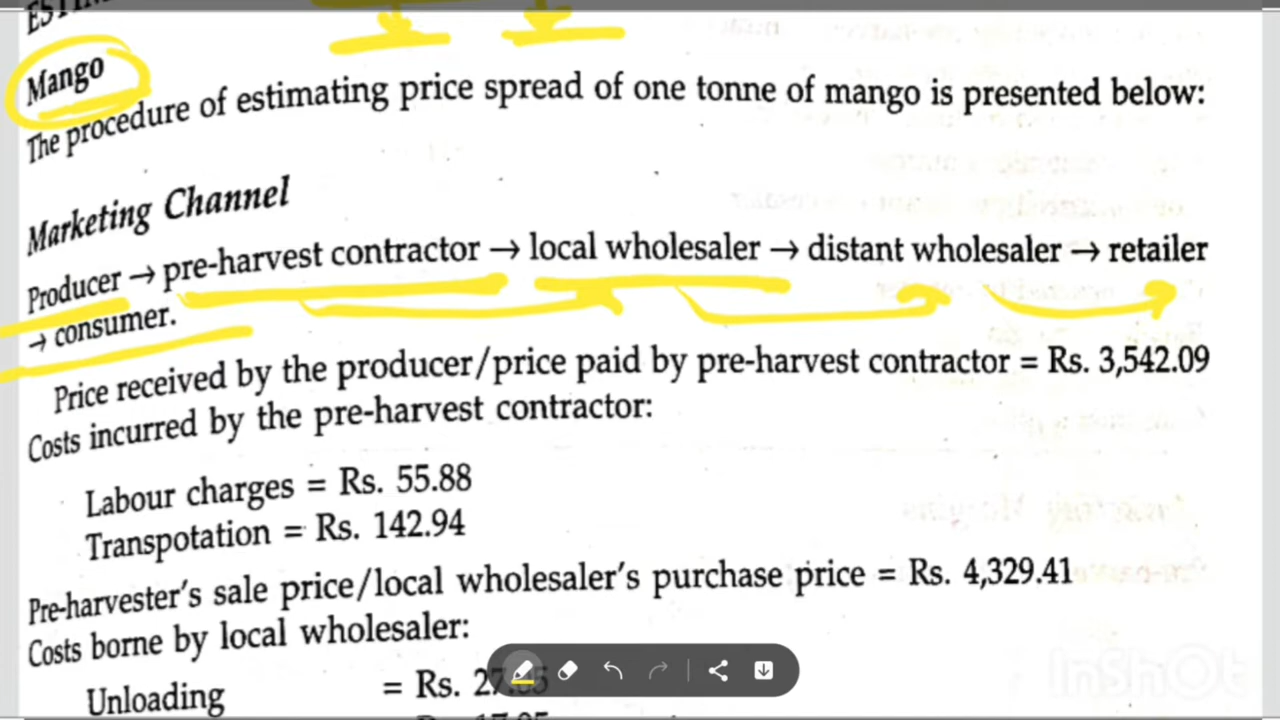 Mango
The procedure of estimating price spread of one tonne of mango is presented below:
Marketing Channel
Producer → pre-harvest contractor → local wholesaler → distant wholesaler → retailer
→ consumer.
Price received by the producer/price paid by pre-harvest contractor = Rs. 3,542.09
Costs incurred by the pre-harvest contractor:
Labour charges = Rs. 55.88
Transpotation = Rs. 142.94
Pre-harvester's sale price/local wholesaler's purchase price = Rs. 4,329.41
Costs borne by local wholesaler:
Unloading = Rs.
InShOt